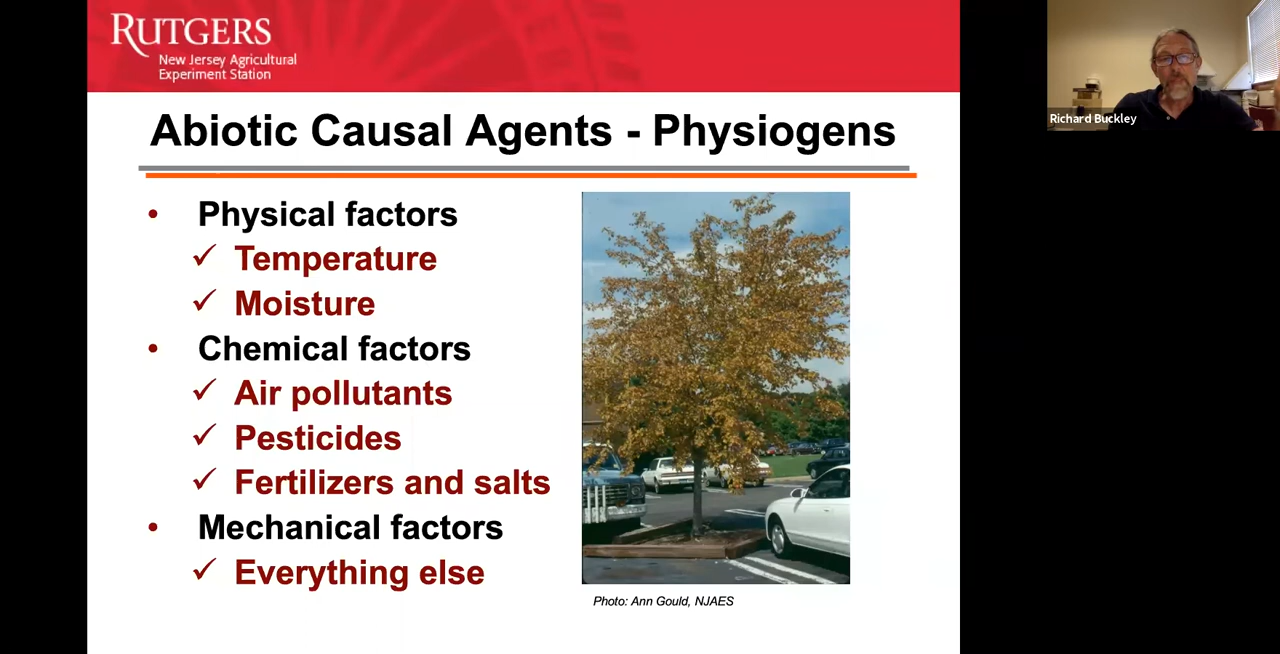 RUTGERS
New Jersey Agricultural
Experiment Station
Abiotic Causal Agents - Physiogens
• Physical factors
✓ Temperature
✓ Moisture
• Chemical factors
✓ Air pollutants
✓ Pesticides
✓ Fertilizers and salts
• Mechanical factors
✓ Everything else
Photo: Ann Gould, NJAES
Richard Buckley